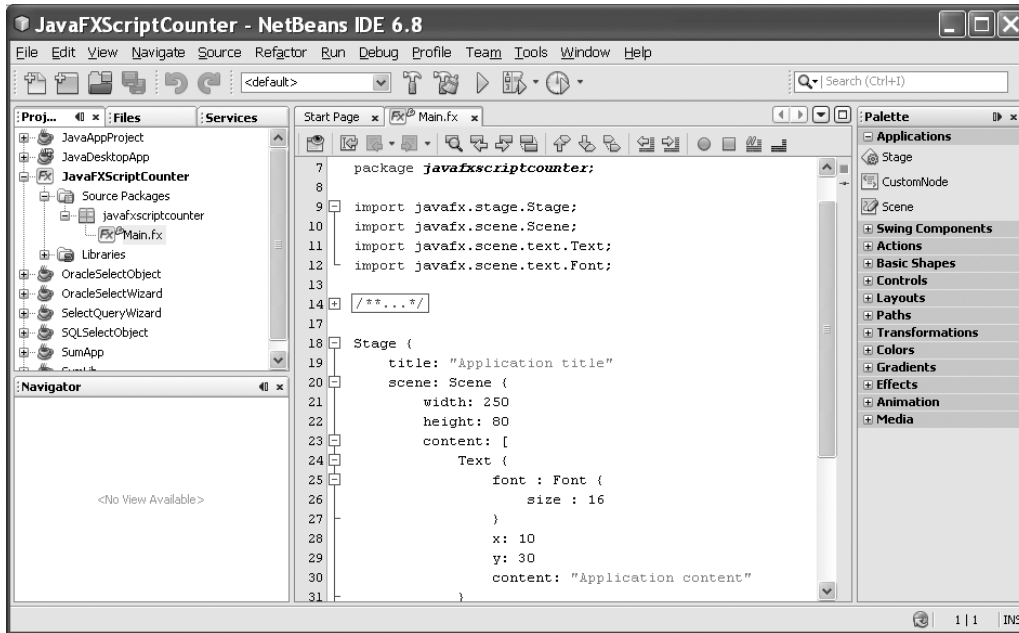 JavaFXScriptCounter - NetBeans IDE 6.8
File Edit View Navigate Source Refactor Run Debug Profile Team Tools Window Help
<default>
Search (Ctrl+I)
Proj... Files Services
JavaAppProject
JavaDesktopApp
JavaFXScriptCounter
Source Packages
javafxscriptcounter
Main.fx
Libraries
OracleSelectObject
OracleSelectWizard
SelectQueryWizard
SQLSelectObject
SumApp
Navigator
<No View Available>
Start Page Main.fx
7 package javafxscriptcounter;
8
9 import javafx.stage.Stage;
10 import javafx.scene.Scene;
11 import javafx.scene.text.Text;
12 import javafx.scene.text.Font;
13
14 /**...*/
17
18 Stage {
19 title: "Application title"
20 scene: Scene {
21 width: 250
22 height: 80
23 content: [
24 Text {
25 font : Font {
26 size : 16
27 }
28 x: 10
29 y: 30
30 content: "Application content"
31 }
Palette
Applications
Stage
CustomNode
Scene
Swing Components
Actions
Basic Shapes
Controls
Layouts
Paths
Transformations
Colors
Gradients
Effects
Animation
Media
1 | 1 INS